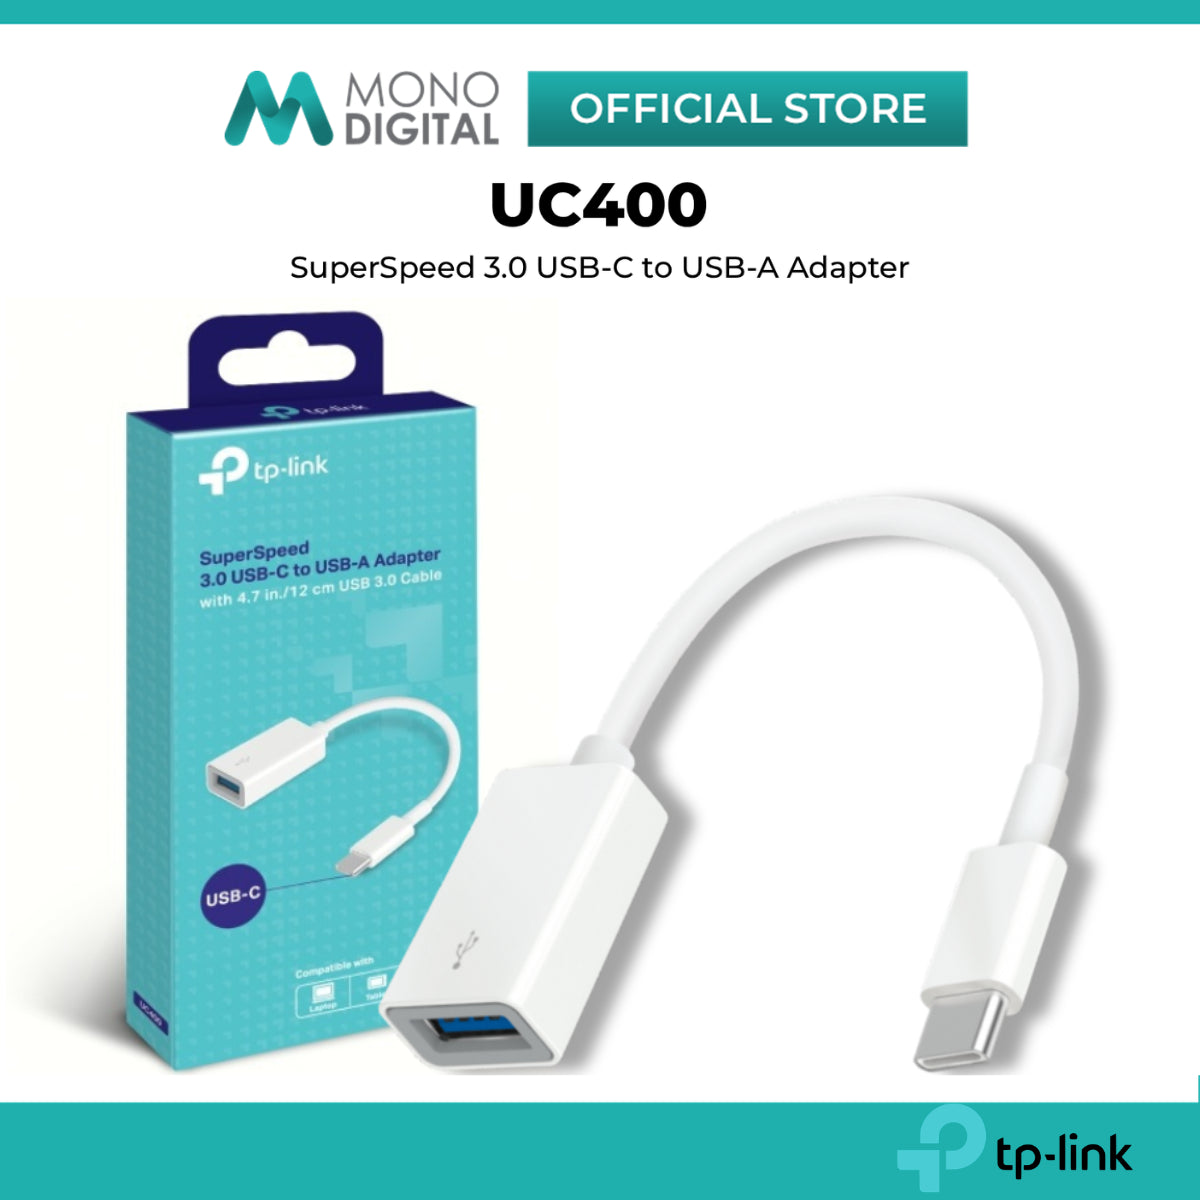 MONO
DIGITAL
OFFICIAL STORE
UC400
SuperSpeed 3.0 USB-C to USB-A Adapter
tp-link
tp-link
SuperSpeed
3.0 USB-C to USB-A Adapter
with 4.7 in./12 cm USB 3.0 Cable
USB-C
Compatible with
Laptop
UC400
tp-link